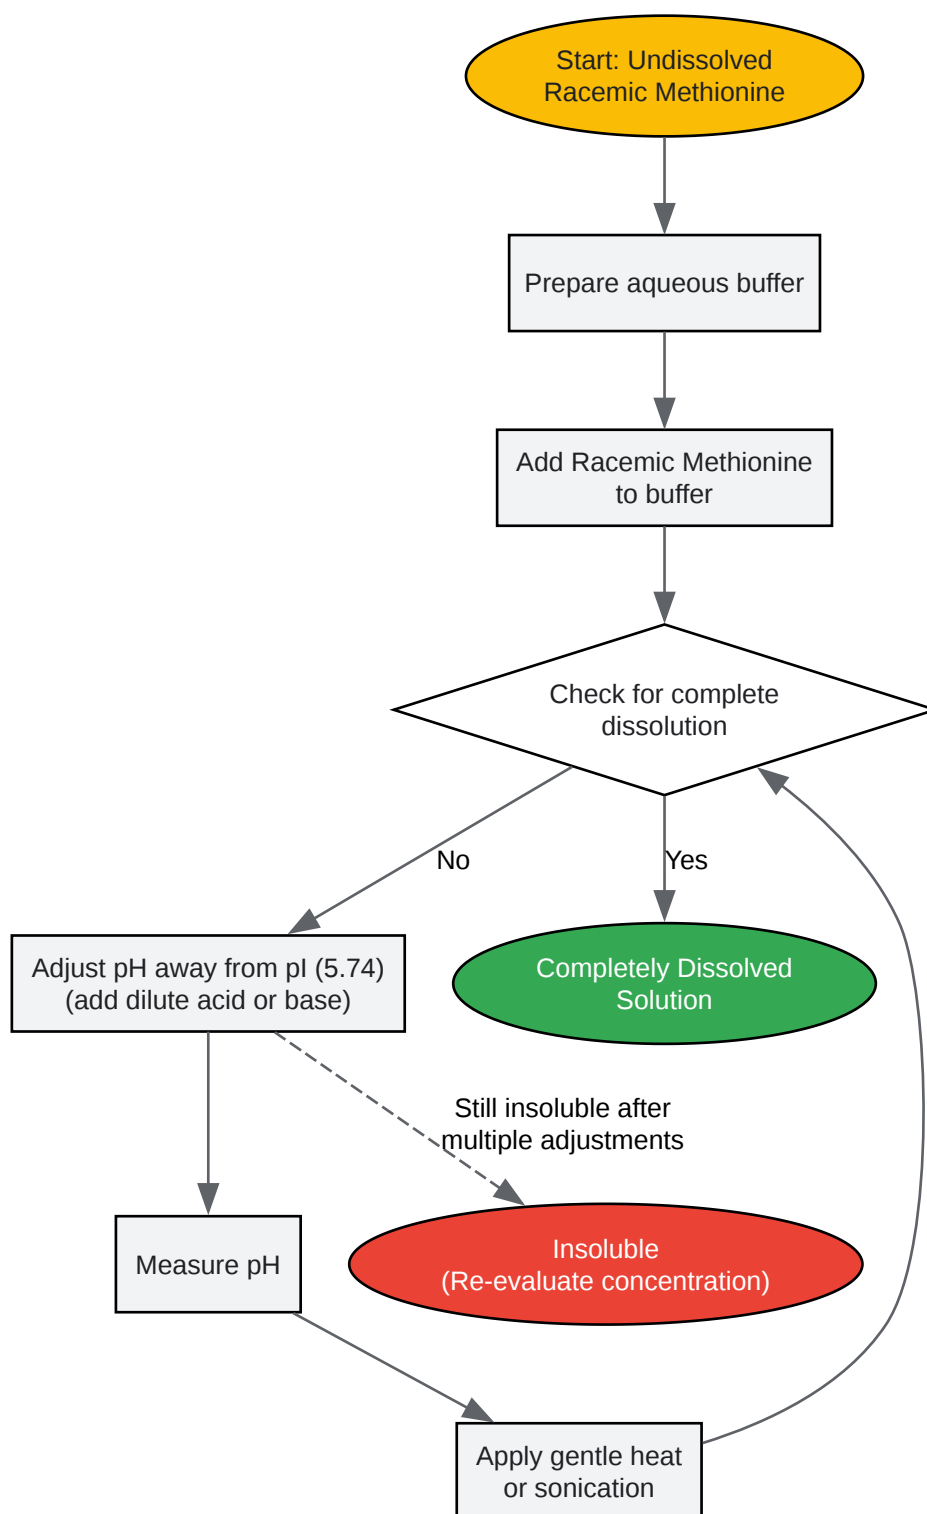 Start: Undissolved
Racemic Methionine
Prepare aqueous buffer
Add Racemic Methionine
to buffer
Check for complete
dissolution
No
Yes
Adjust pH away from pI (5.74)
(add dilute acid or base)
Completely Dissolved
Solution
Still insoluble after
multiple adjustments
Measure pH
Insoluble
(Re-evaluate concentration)
Apply gentle heat
or sonication